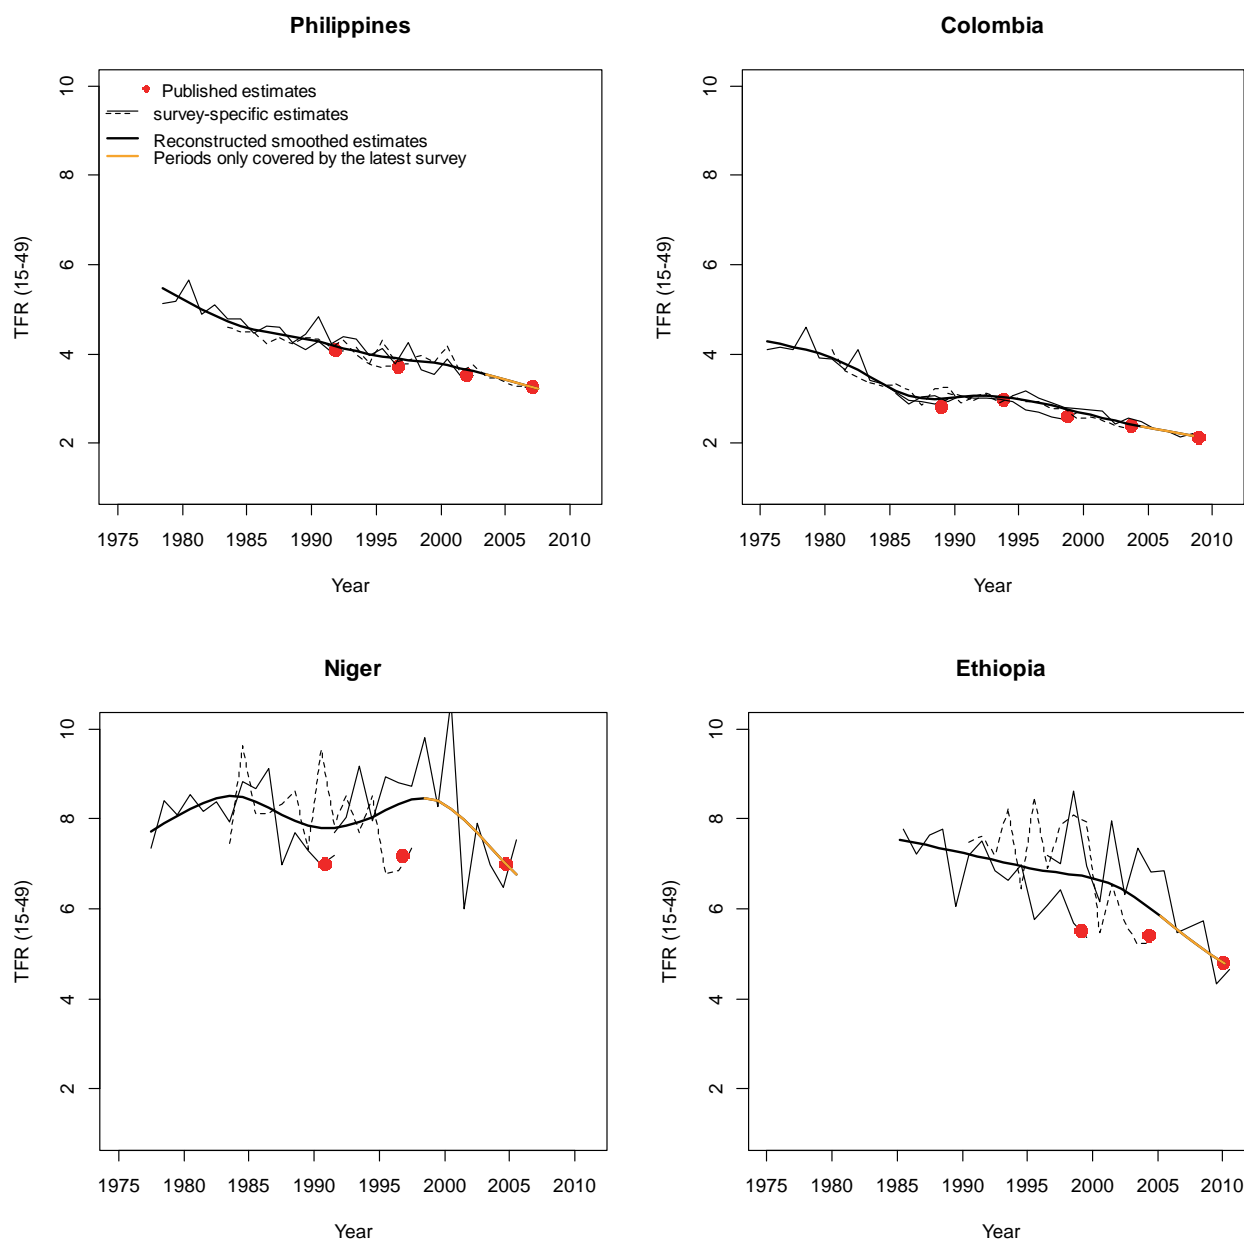 Philippines
10
8
6
4
2
TFR (15-49)
Published estimates
survey-specific estimates
Reconstructed smoothed estimates
Periods only covered by the latest survey
1975 1980 1985 1990 1995 2000 2005 2010
Year
Colombia
10
8
6
4
2
TFR (15-49)
1975 1980 1985 1990 1995 2000 2005 2010
Year
Niger
10
8
6
4
2
TFR (15-49)
1975 1980 1985 1990 1995 2000 2005 2010
Year
Ethiopia
10
8
6
4
2
TFR (15-49)
1975 1980 1985 1990 1995 2000 2005 2010
Year